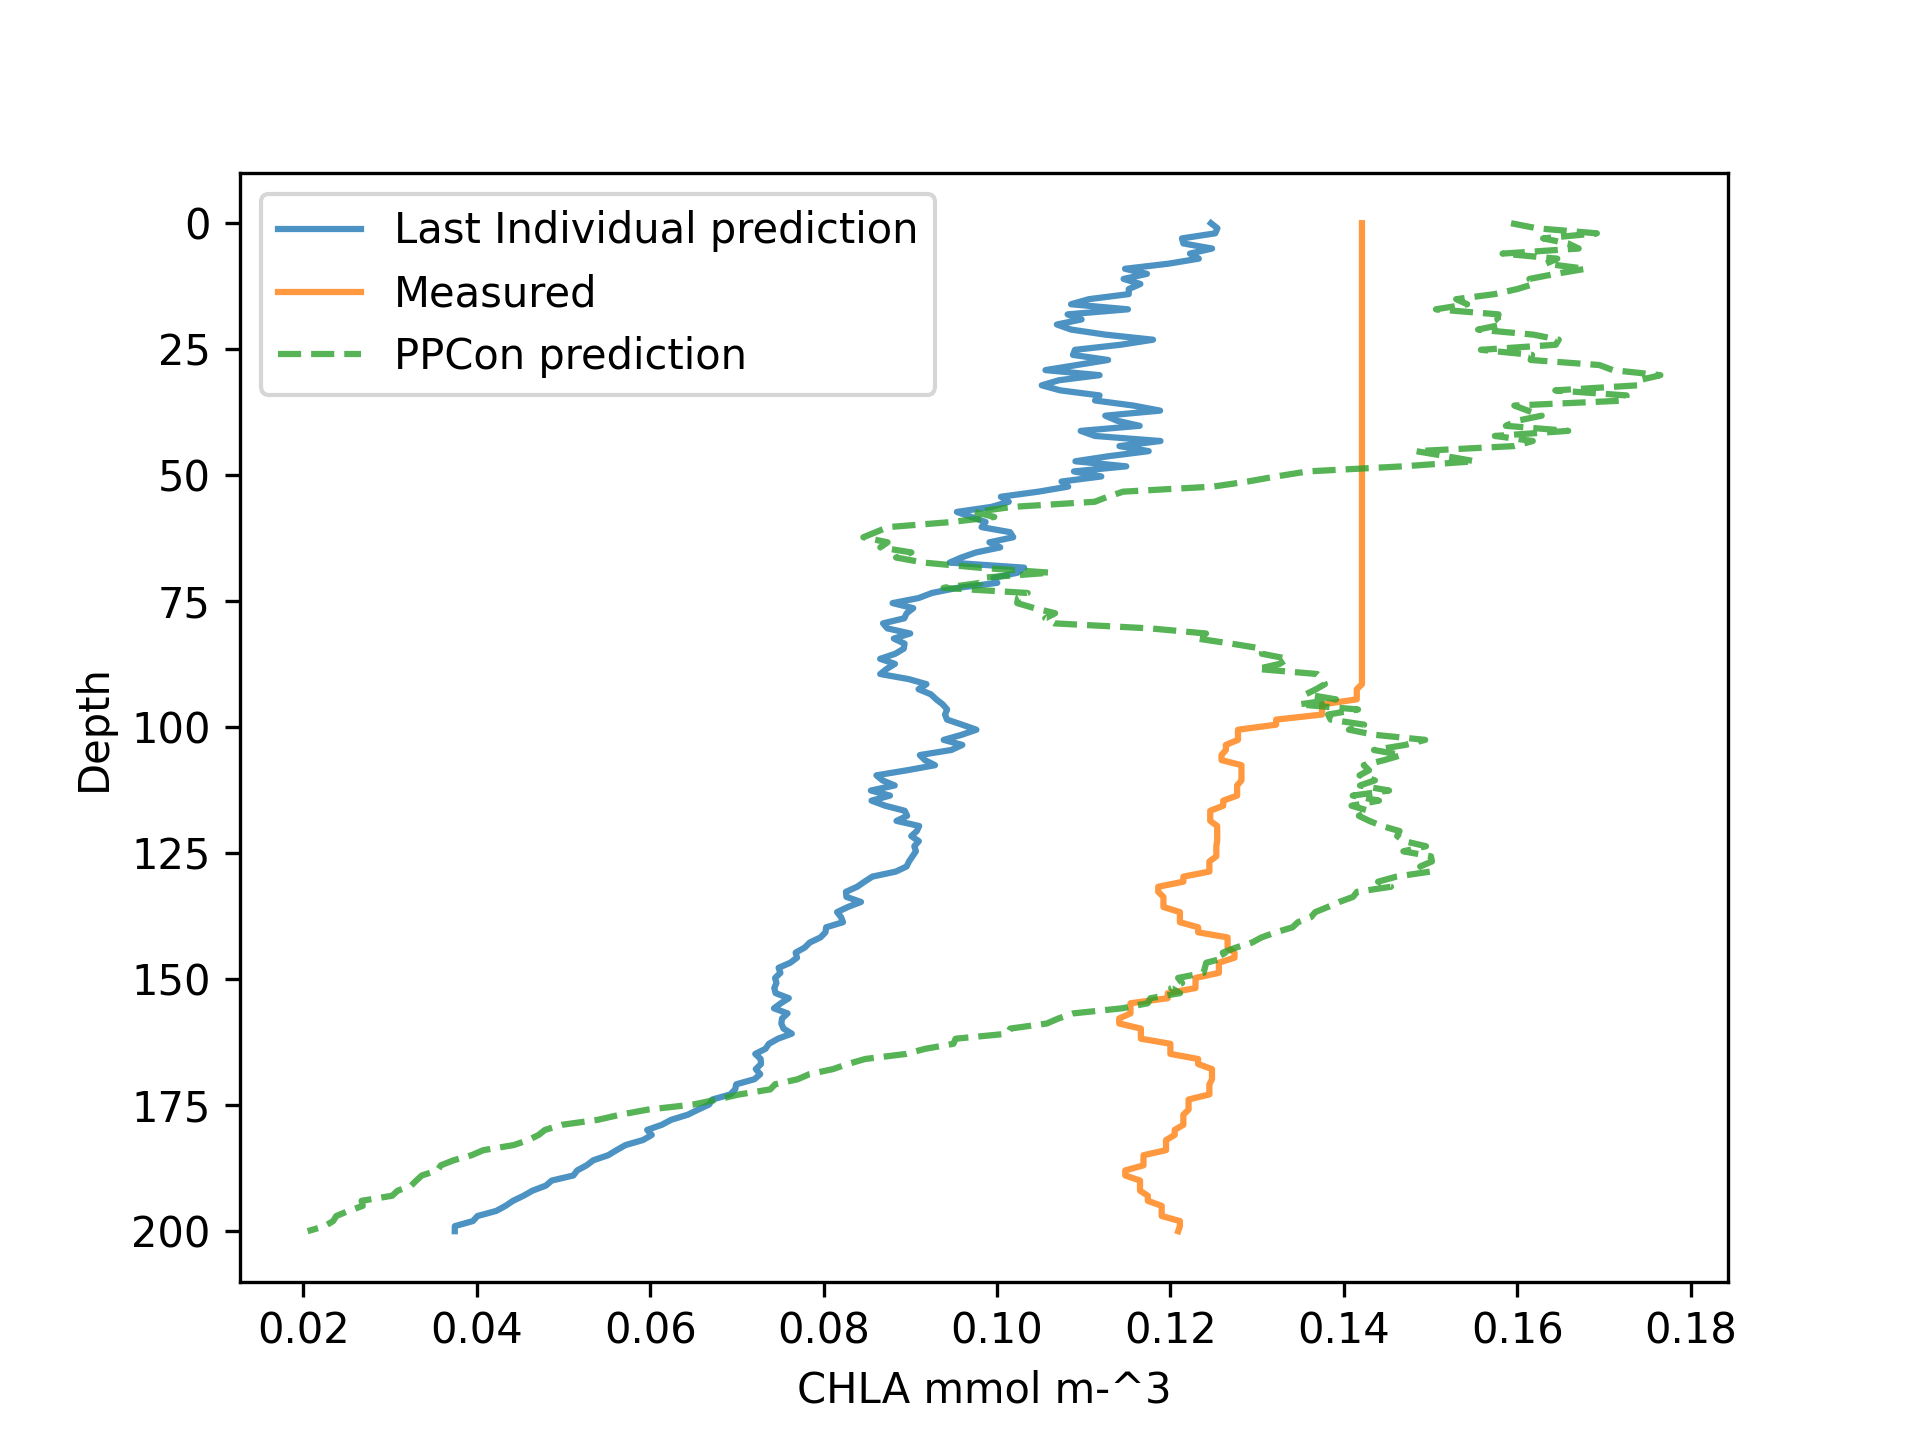 Last Individual prediction
Measured
PPCon prediction
0
25
50
75
100
125
150
175
200
Depth
0.02 0.04 0.06 0.08 0.10 0.12 0.14 0.16 0.18
CHLA mmol m-^3